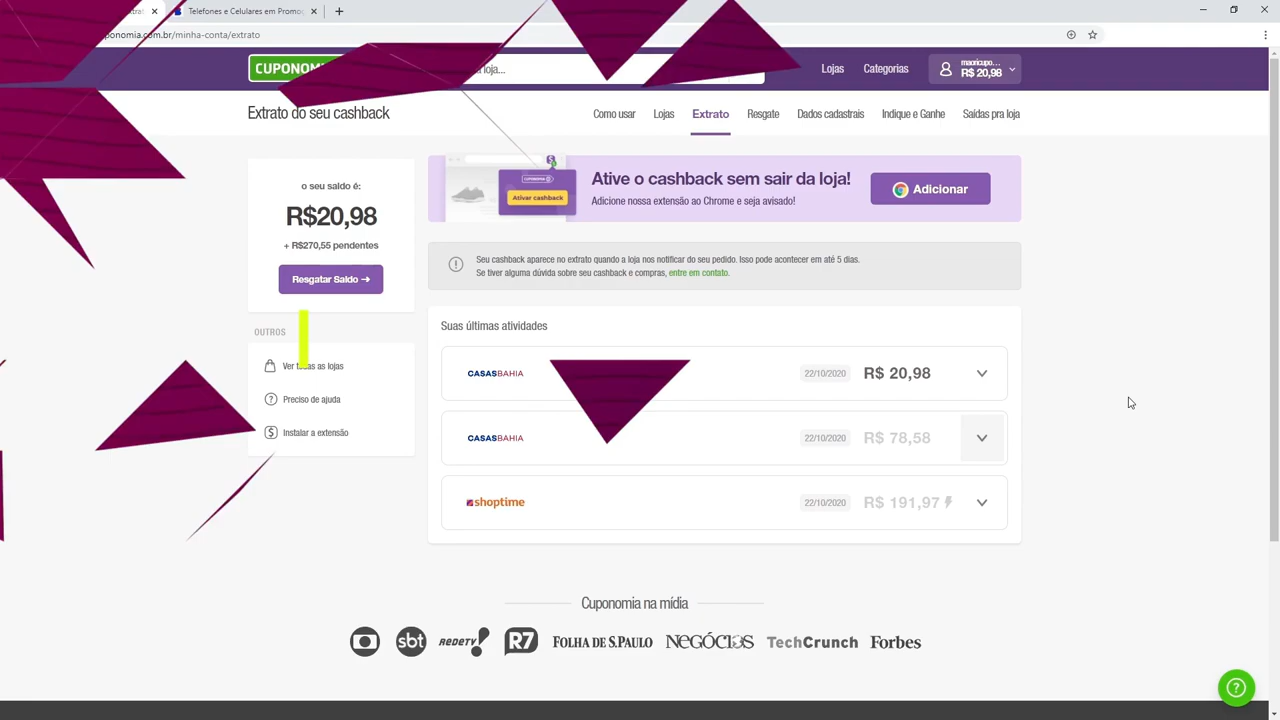 Telefones e Celulares em Promoç
ponomia.com.br/minha-conta/extrato
CUPONOM
loja...
Lojas
Categorias
R$ 20,98
Extrato do seu cashback
Como usar
Lojas
Extrato
Resgate
Dados cadastrais
Indique e Ganhe
Saídas pra loja
o seu saldo é:
R$20,98
+ R$270,55 pendentes
Resgatar Saldo →
CUPONOMIA
Ativar cashback
Ative o cashback sem sair da loja!
Adicione nossa extensão ao Chrome e seja avisado!
Adicionar
Seu cashback aparece no extrato quando a loja nos notificar do seu pedido. Isso pode acontecer em até 5 dias.
Se tiver alguma dúvida sobre seu cashback e compras, entre em contato.
OUTROS
Ver as lojas
Preciso de ajuda
Instalar a extensão
Suas últimas atividades
CASASBAHIA
22/10/2020
R$ 20,98
CASASBAHIA
22/10/2020
R$ 78,58
shoptime
22/10/2020
R$ 191,97
Cuponomia na mídia
sbt
REDETV!
R7
FOLHA DE S.PAULO
NEGÓCIOS
TechCrunch
Forbes